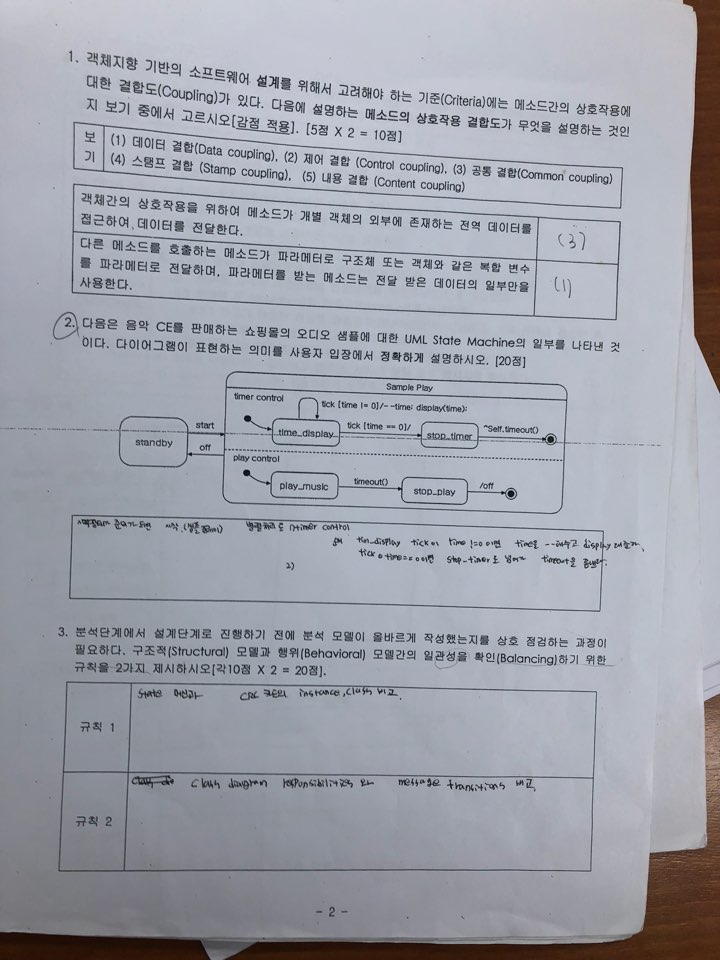 1. 객체지향 기반의 소프트웨어 설계를 위해서 고려해야 하는 기준(Criteria)에는 메소드간의 상호작용에
대한 결합도(Coupling)가 있다. 다음에 설명하는 메소드의 상호작용 결합도가 무엇을 설명하는 것인
지 보기 중에서 고르시오[감점 적용]. [5점 X 2 = 10점]
보기
(1) 데이터 결합(Data coupling), (2) 제어 결합 (Control coupling), (3) 공통 결합(Common coupling)
(4) 스탬프 결합 (Stamp coupling), (5) 내용 결합 (Content coupling)
객체간의 상호작용을 위하여 메소드가 개별 객체의 외부에 존재하는 전역 데이터를
접근하여 데이터를 전달한다.
(3)
다른 메소드를 호출하는 메소드가 파라메터로 구조체 또는 객체와 같은 복합 변수
를 파라메터로 전달하며, 파라메터를 받는 메소드는 전달 받은 데이터의 일부만을
사용한다.
(1)
2. 다음은 음악 CE를 판매하는 쇼핑몰의 오디오 샘플에 대한 UML State Machine의 일부를 나타낸 것
이다. 다이어그램이 표현하는 의미를 사용자 입장에서 정확하게 설명하시오. [20점]
Sample Play
timer control
tick [time != 0]/--time; display(time);
time_display
tick [time == 0]/
stop_timer
^Self.timeout()
standby
start
off
play control
play_music
timeout()
stop_play
/off
준비가되면 시작 1) timer control
tick이 time !=0이면 time을 --해주고 display 해준다.
tick이 time==0이면 stop_timer로 넘어가 timeout을
2)
3. 분석단계에서 설계단계로 진행하기 전에 분석 모델이 올바르게 작성했는지를 상호 점검하는 과정이
필요하다. 구조적(Structural) 모델과 행위(Behavioral) 모델간의 일관성을 확인(Balancing)하기 위한
규칙을 2가지 제시하시오[각10점 X 2 = 20점].
규칙 1
State 머신과 CRC 카드의 instance, class 비교.
규칙 2
class diagram responsibilities 와 message transitions 비교.
- 2 -